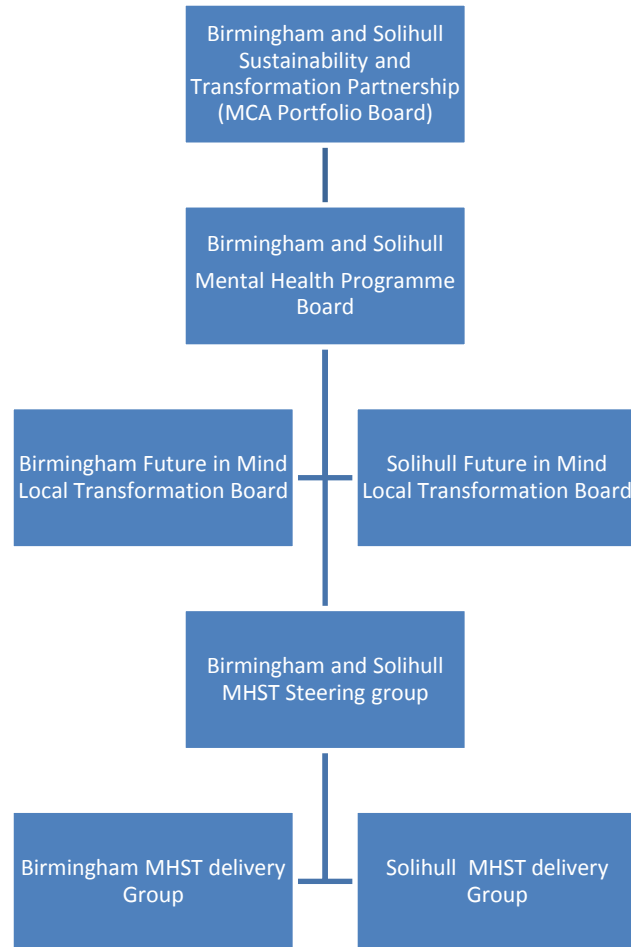 Birmingham and Solihull
Sustainability and
Transformation Partnership
(MCA Portfolio Board)
Birmingham and Solihull
Mental Health Programme
Board
Birmingham Future in Mind
Local Transformation Board
Solihull Future in Mind
Local Transformation Board
Birmingham and Solihull
MHST Steering group
Birmingham MHST delivery
Group
Solihull  MHST delivery
Group